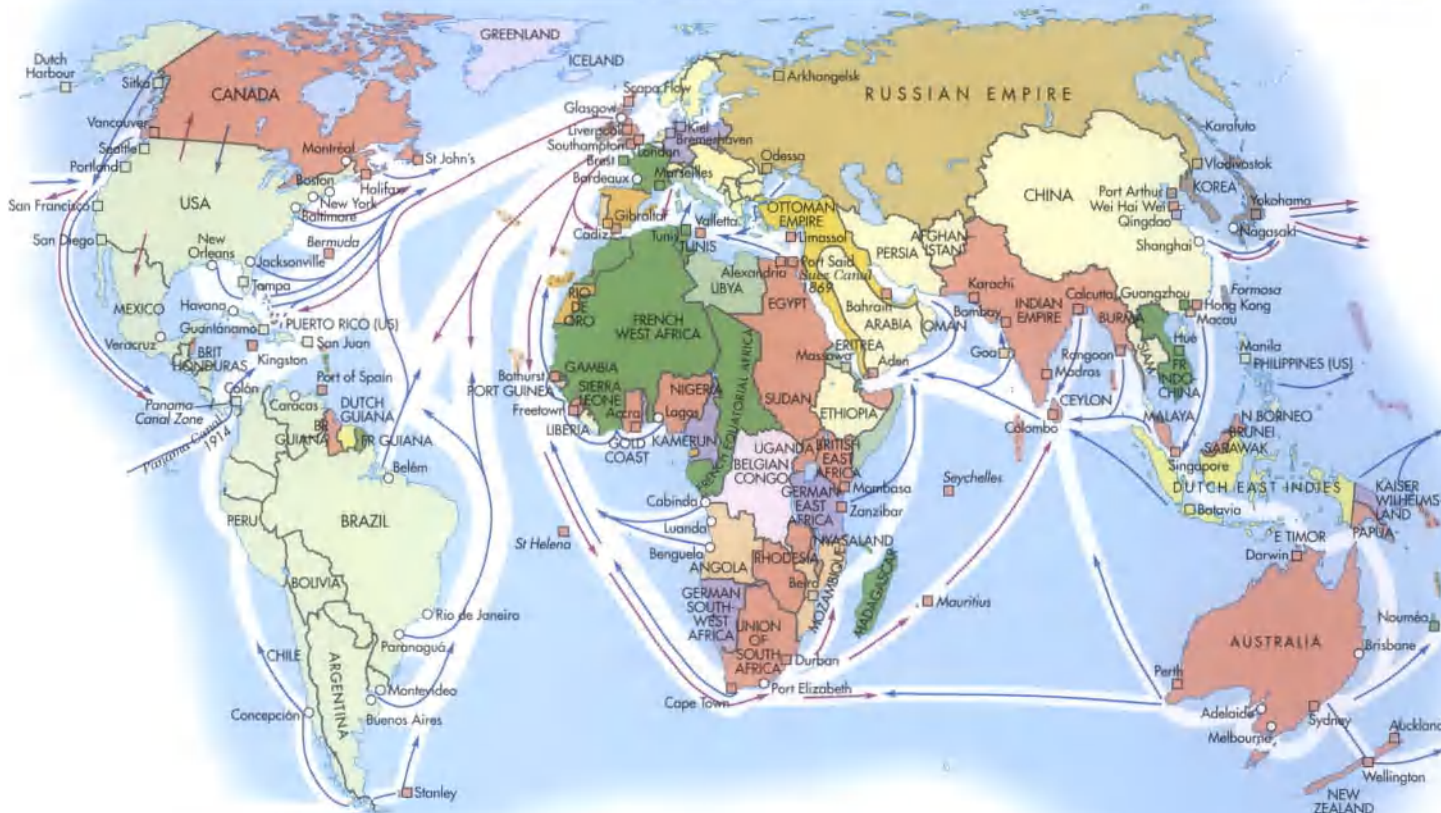 GREENLAND
ICELAND
Dutch
Harbour
Sitka
CANADA
Vancouver
Seattle
Portland
Montréal
St John's
Halifax
Boston
New York
Baltimore
USA
San Francisco
San Diego
Bermuda
New
Orleans
Jacksonville
Tampa
MEXICO
Havana
Guantánamo
PUERTO RICO (US)
San Juan
Veracruz
BRIT
HONDURAS
Kingston
Colón
Port of Spain
Panama
Canal Zone
Panama Canal
1914
Caracas
DUTCH
GUIANA
BR
GUIANA
FR GUIANA
Belém
PERU
BRAZIL
BOLIVIA
Rio de Janeiro
Paranaguá
CHILE
ARGENTINA
Montevideo
Buenos Aires
Concepción
Stanley
Scapa Flow
Glasgow
Liverpool
Southampton
London
Kiel
Bremerhaven
Brest
Bordeaux
Marseilles
Gibraltar
Cadiz
Tunis
TUNIS
Valletta
Odessa
Arkhangelsk
RUSSIAN EMPIRE
OTTOMAN
EMPIRE
Limassol
Alexandria
Port Said
Suez Canal
1869
LIBYA
EGYPT
RIO
DE
ORO
FRENCH
WEST AFRICA
FRENCH EQUATORIAL AFRICA
Bathurst
GAMBIA
PORT GUINEA
SIERRA
LEONE
Freetown
LIBERIA
Accra
GOLD
COAST
NIGERIA
Lagos
KAMERUN
SUDAN
ERITREA
Massawa
Aden
ETHIOPIA
UGANDA
BRITISH
EAST
AFRICA
BELGIAN
CONGO
GERMAN
EAST
AFRICA
Mombasa
Zanzibar
Cabinda
Luanda
Benguela
ANGOLA
NYASALAND
RHODESIA
Beira
MOZAMBIQUE
MADAGASCAR
GERMAN
SOUTH-
WEST
AFRICA
UNION
OF
SOUTH
AFRICA
Durban
Port Elizabeth
Cape Town
St Helena
Seychelles
Mauritius
PERSIA
AFGHAN
ISTAN
Bahrain
ARABIA
OMAN
Karachi
Bombay
INDIAN
EMPIRE
Calcutta
Goa
Madras
BURMA
Rangoon
CEYLON
Colombo
CHINA
Karafuto
Vladivostok
KOREA
Port Arthur
Wei Hai Wei
Qingdao
Yokohama
Nagasaki
Shanghai
Formosa
Guangzhou
Hong Kong
Macau
Hué
SIAM
FR
INDO-
CHINA
Manila
PHILIPPINES (US)
MALAYA
N BORNEO
BRUNEI
SARAWAK
Singapore
DUTCH EAST INDIES
Batavia
KAISER
WILHELMS
LAND
PAPUA
E TIMOR
Darwin
Nouméa
AUSTRALIA
Brisbane
Perth
Adelaide
Melbourne
Sydney
Auckland
Wellington
NEW
ZEALAND